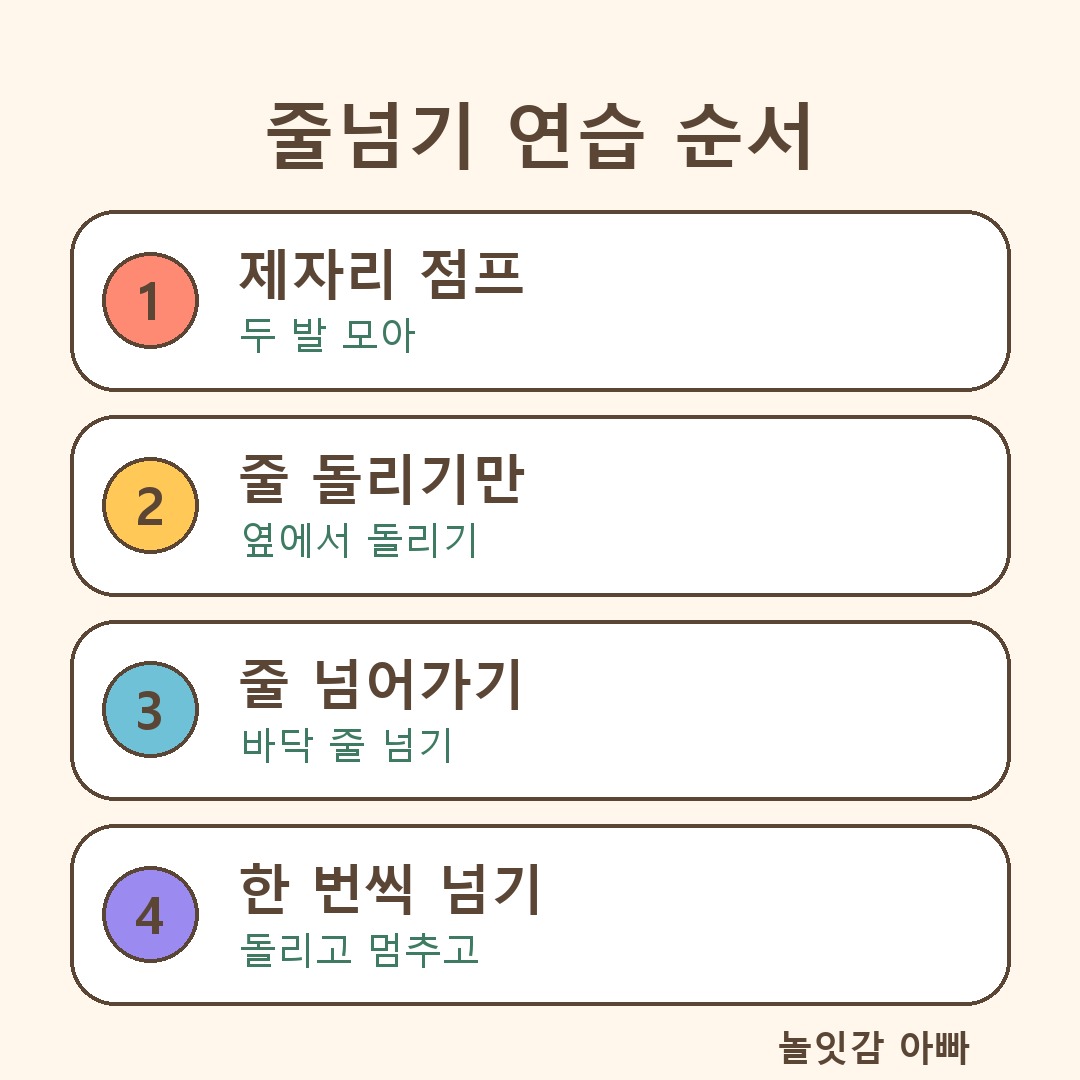 줄넘기 연습 순서
1
제자리 점프
두 발 모아
2
줄 돌리기만
옆에서 돌리기
3
줄 넘어가기
바닥 줄 넘기
4
한 번씩 넘기
돌리고 멈추고
놀잇감 아빠